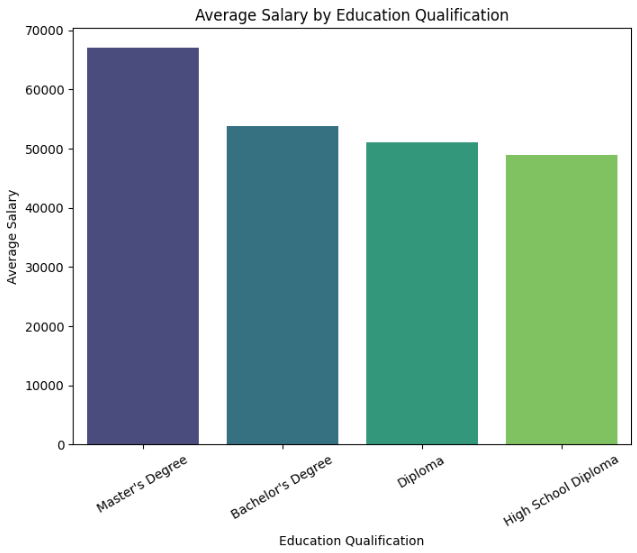 Average Salary by Education Qualification
70000
60000
50000
40000
30000
20000
10000
0
Average Salary
Master's Degree
Bachelor's Degree
Diploma
High School Diploma
Education Qualification